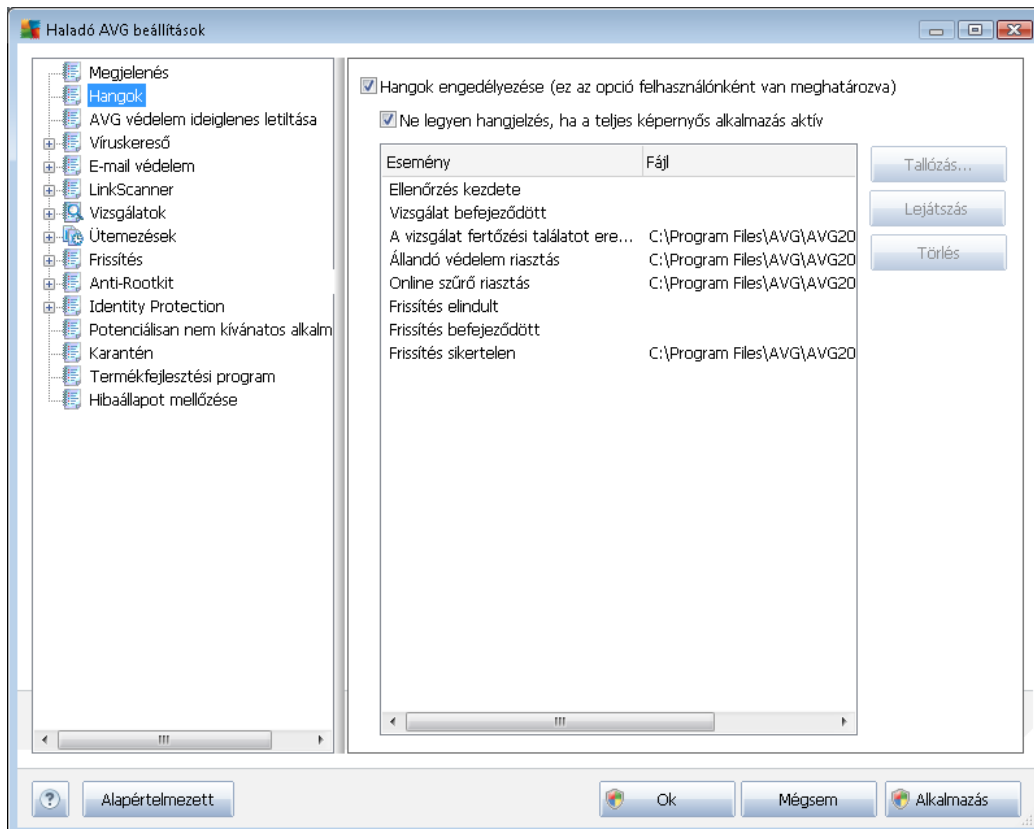 Haladó AVG beállítások
Megjelenés
Hangok
AVG védelem ideiglenes letiltása
Víruskereső
E-mail védelem
LinkScanner
Vizsgálatok
Ütemezések
Frissítés
Anti-Rootkit
Identity Protection
Potenciálisan nem kívánatos alkalm
Karantén
Termékfejlesztési program
Hibaállapot mellőzése
Hangok engedélyezése (ez az opció felhasználónként van meghatározva)
Ne legyen hangjelzés, ha a teljes képernyős alkalmazás aktív
Esemény Fájl
Ellenőrzés kezdete
Vizsgálat befejeződött
A vizsgálat fertőzési találatot ere... C:\Program Files\AVG\AVG20
Állandó védelem riasztás C:\Program Files\AVG\AVG20
Online szűrő riasztás C:\Program Files\AVG\AVG20
Frissítés elindult
Frissítés befejeződött
Frissítés sikertelen C:\Program Files\AVG\AVG20
Tallózás...
Lejátszás
Törlés
? Alapértelmezett Ok Mégsem Alkalmazás